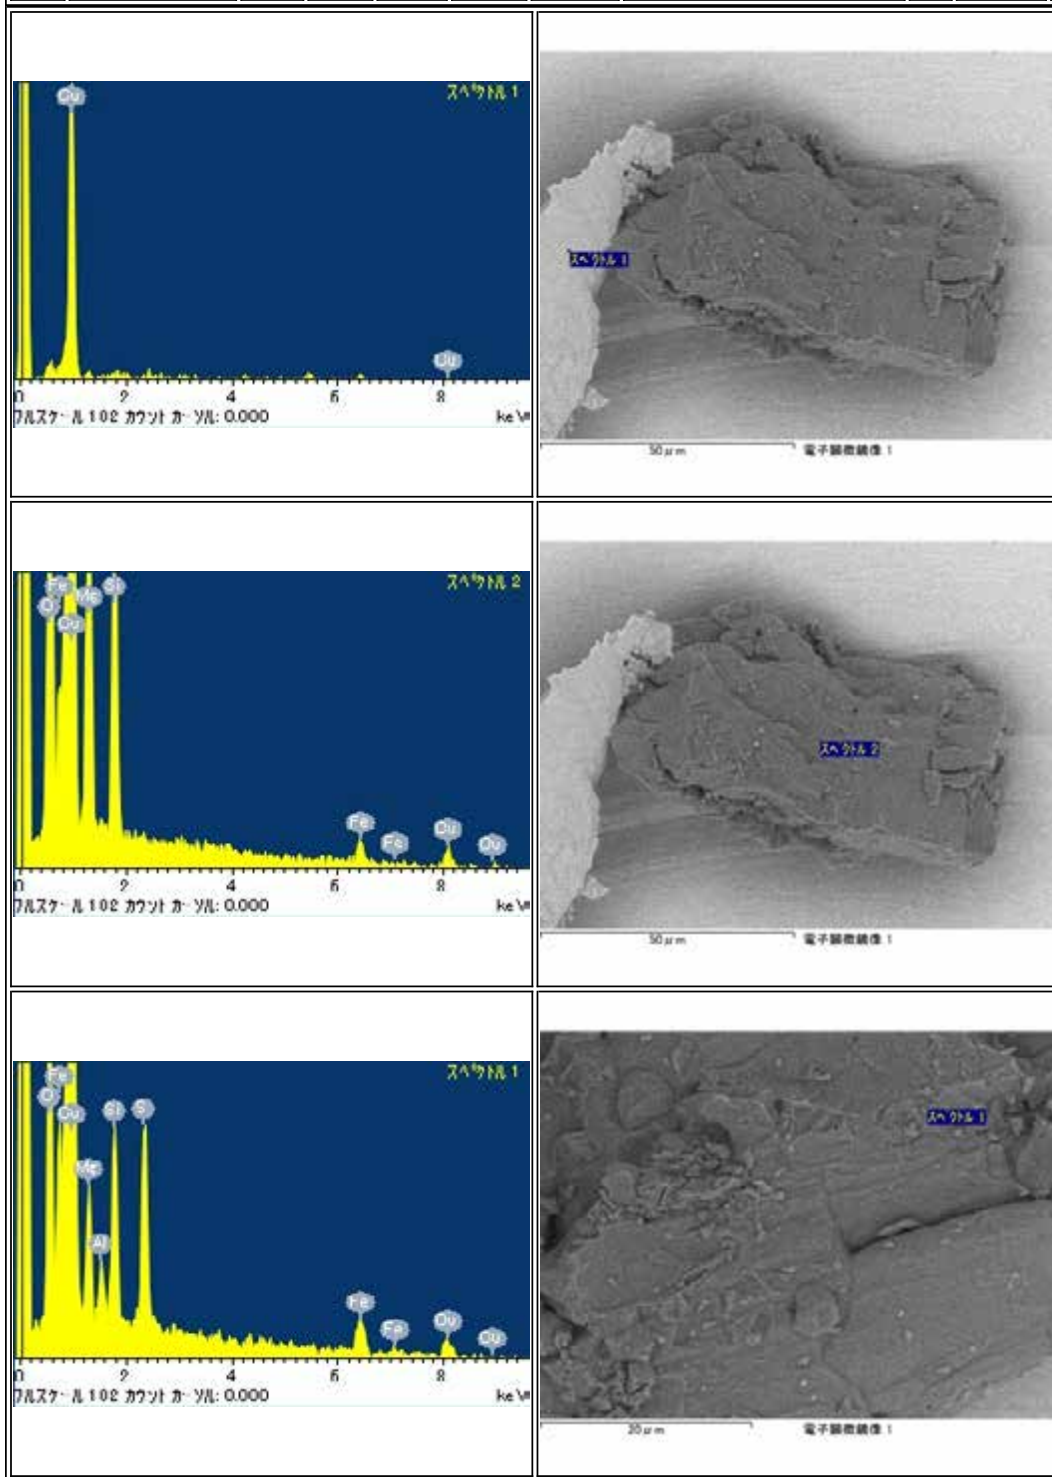 スペクトル 1
Cu
Cu
0 2 4 6 8
フルスケール 102 カウント カーソル: 0.000 keV
スペクトル 1
50μm 電子顕微鏡像 1
スペクトル 2
Fe
O
Cu
Mg
Si
Fe
Fe
Cu
Cu
0 2 4 6 8
フルスケール 102 カウント カーソル: 0.000 keV
スペクトル 2
50μm 電子顕微鏡像 1
スペクトル 1
Fe
O
Cu
Mg
Al
Si
S
Fe
Fe
Cu
Cu
0 2 4 6 8
フルスケール 102 カウント カーソル: 0.000 keV
スペクトル 1
20μm 電子顕微鏡像 1